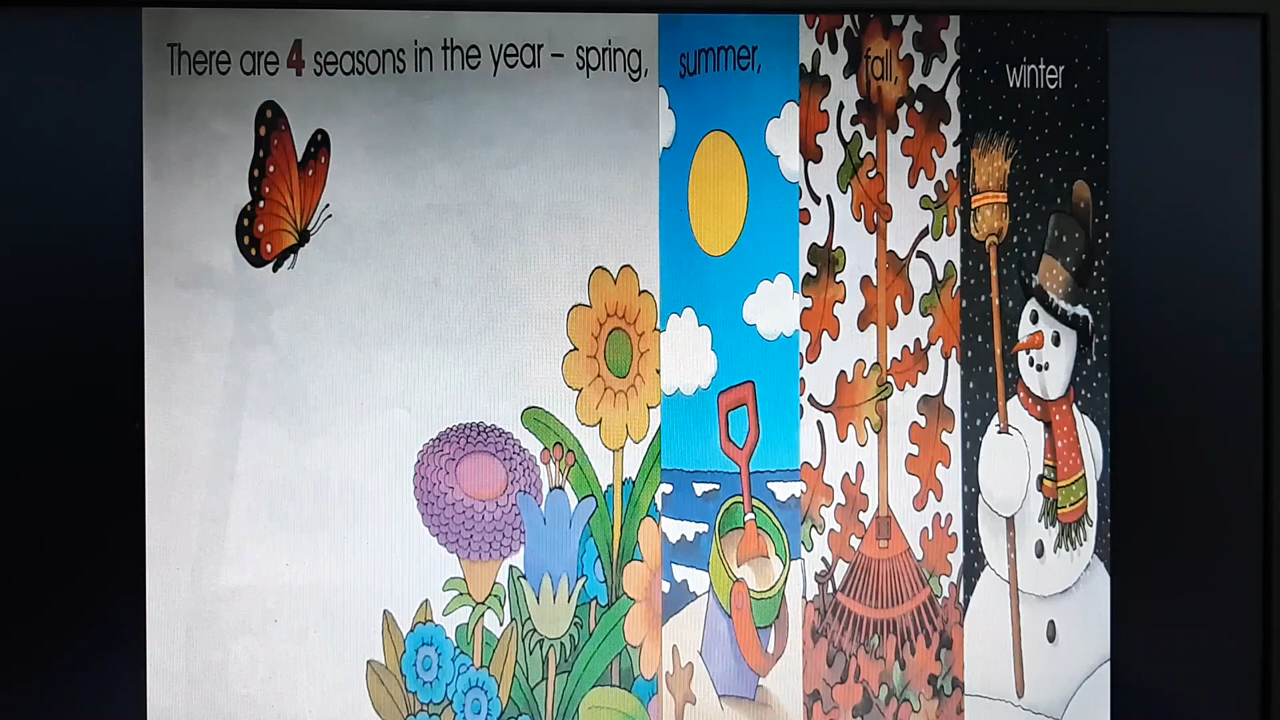 There are 4 seasons in the year – spring, summer, fall, winter